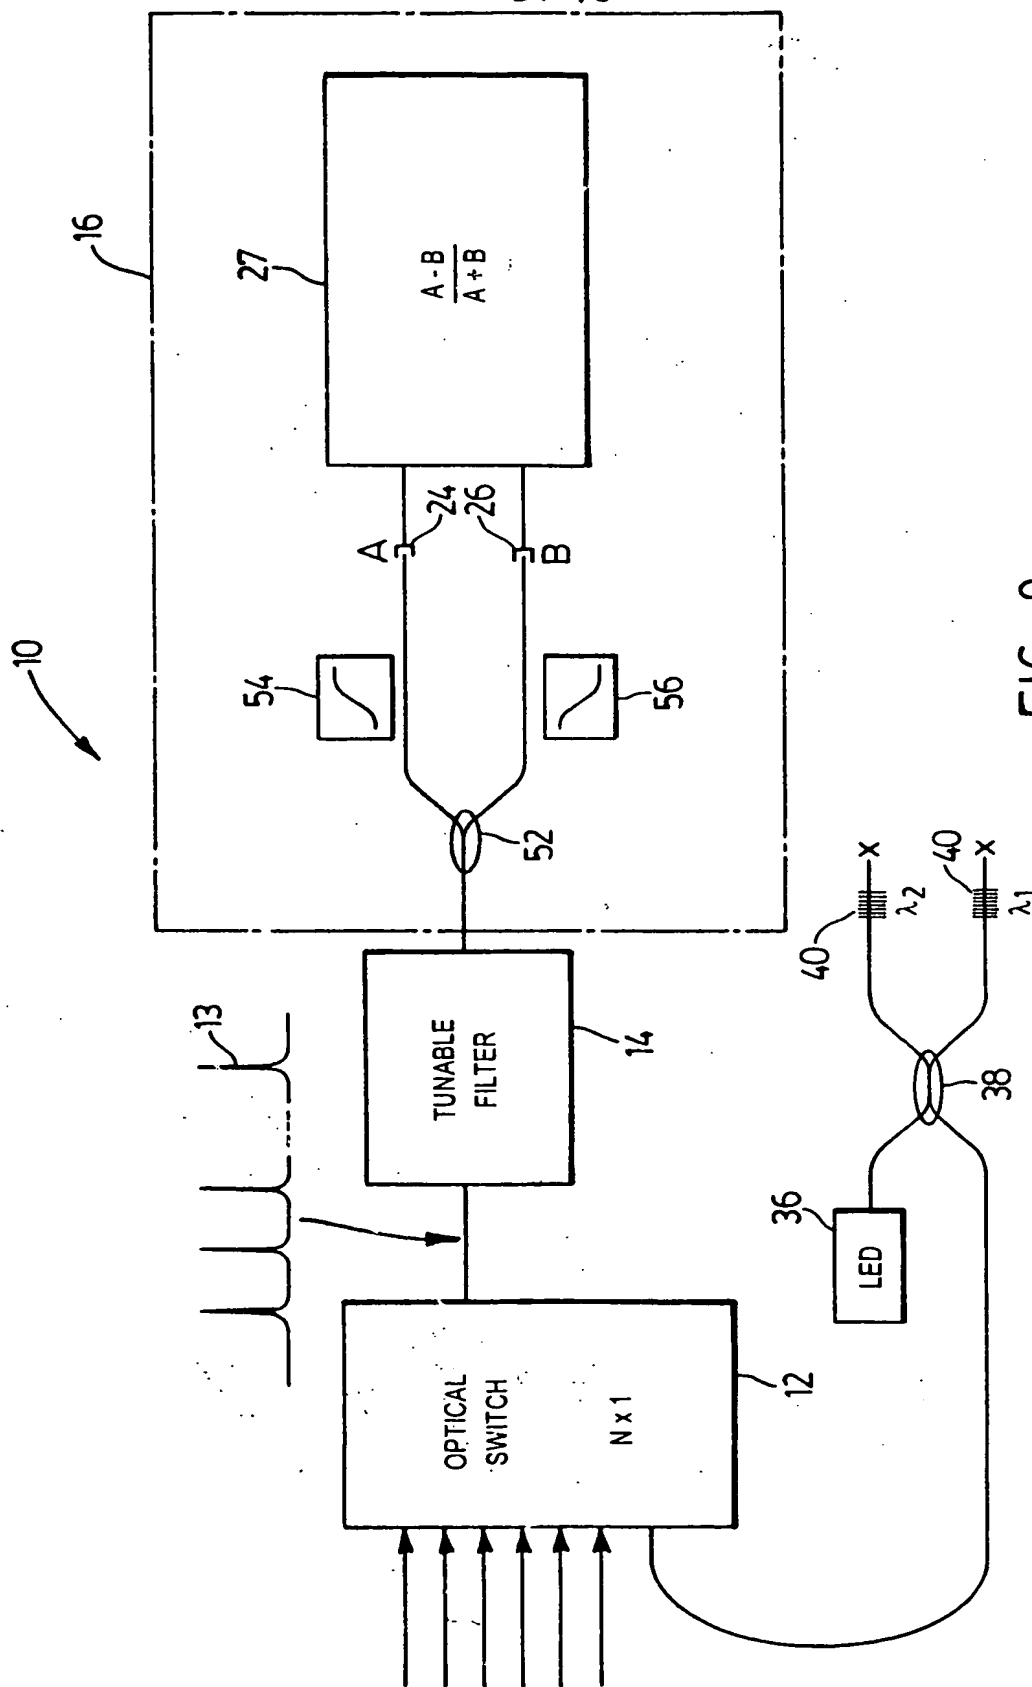 10
16
27
A - B
A + B
A
24
26
B
54
56
52
13
TUNABLE
FILTER
14
OPTICAL
SWITCH
N x 1
12
36
LED
38
40
λ2
X
40
λ1
X